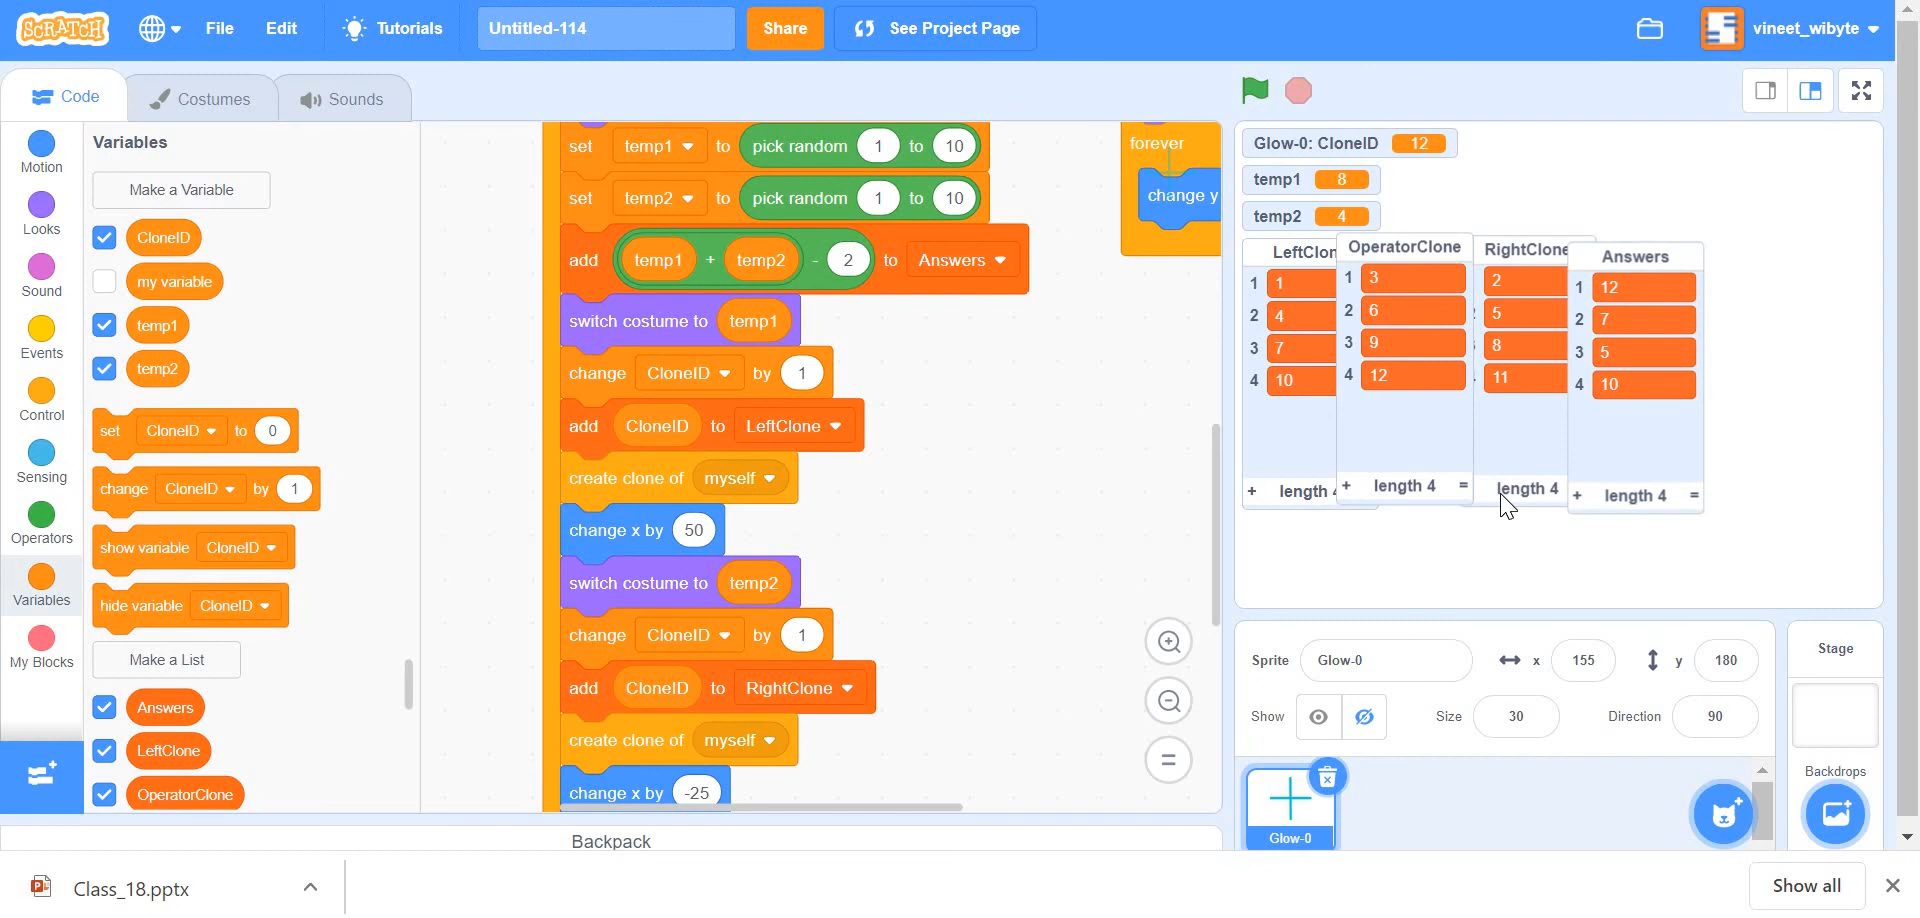 SCRATCH File Edit Tutorials Untitled-114 Share See Project Page vineet_wibyte
Code Costumes Sounds
Motion
Looks
Sound
Events
Control
Sensing
Operators
Variables
My Blocks
Variables
Make a Variable
CloneID
my variable
temp1
temp2
set CloneID to 0
change CloneID by 1
show variable CloneID
hide variable CloneID
Make a List
Answers
LeftClone
OperatorClone
set temp1 to pick random 1 to 10
set temp2 to pick random 1 to 10
add temp1 + temp2 - 2 to Answers
switch costume to temp1
change CloneID by 1
add CloneID to LeftClone
create clone of myself
change x by 50
switch costume to temp2
change CloneID by 1
add CloneID to RightClone
create clone of myself
change x by -25
forever
change y
Backpack
Glow-0: CloneID 12
temp1 8
temp2 4
LeftClon
1 1
2 4
3 7
4 10
+ length 4
OperatorClone
1 3
2 6
3 9
4 12
+ length 4 =
RightClone
2
5
8
11
length 4
Answers
1 12
2 7
3 5
4 10
+ length 4 =
Sprite Glow-0 x 155 y 180
Show Size 30 Direction 90
Glow-0
Stage
Backdrops
Class_18.pptx
Show all